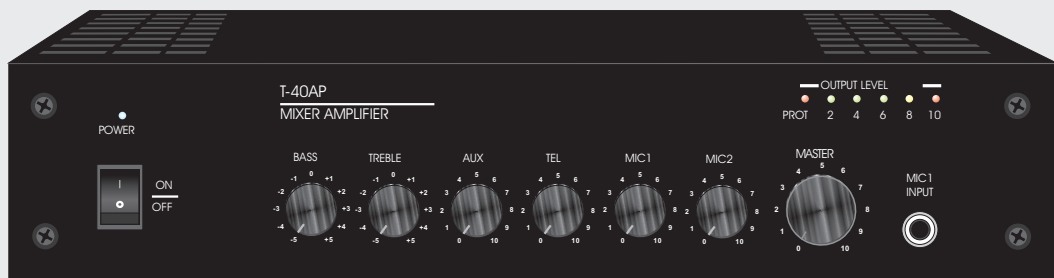 T-40AP
MIXER AMPLIFIER
POWER
I
O
ON
OFF
OUTPUT LEVEL
PROT 2 4 6 8 10
BASS
-5 -4 -3 -2 -1 0 +1 +2 +3 +4 +5
TREBLE
-5 -4 -3 -2 -1 0 +1 +2 +3 +4 +5
AUX
0 1 2 3 4 5 6 7 8 9 10
TEL
0 1 2 3 4 5 6 7 8 9 10
MIC1
0 1 2 3 4 5 6 7 8 9 10
MIC2
0 1 2 3 4 5 6 7 8 9 10
MASTER
0 1 2 3 4 5 6 7 8 9 10
MIC1
INPUT